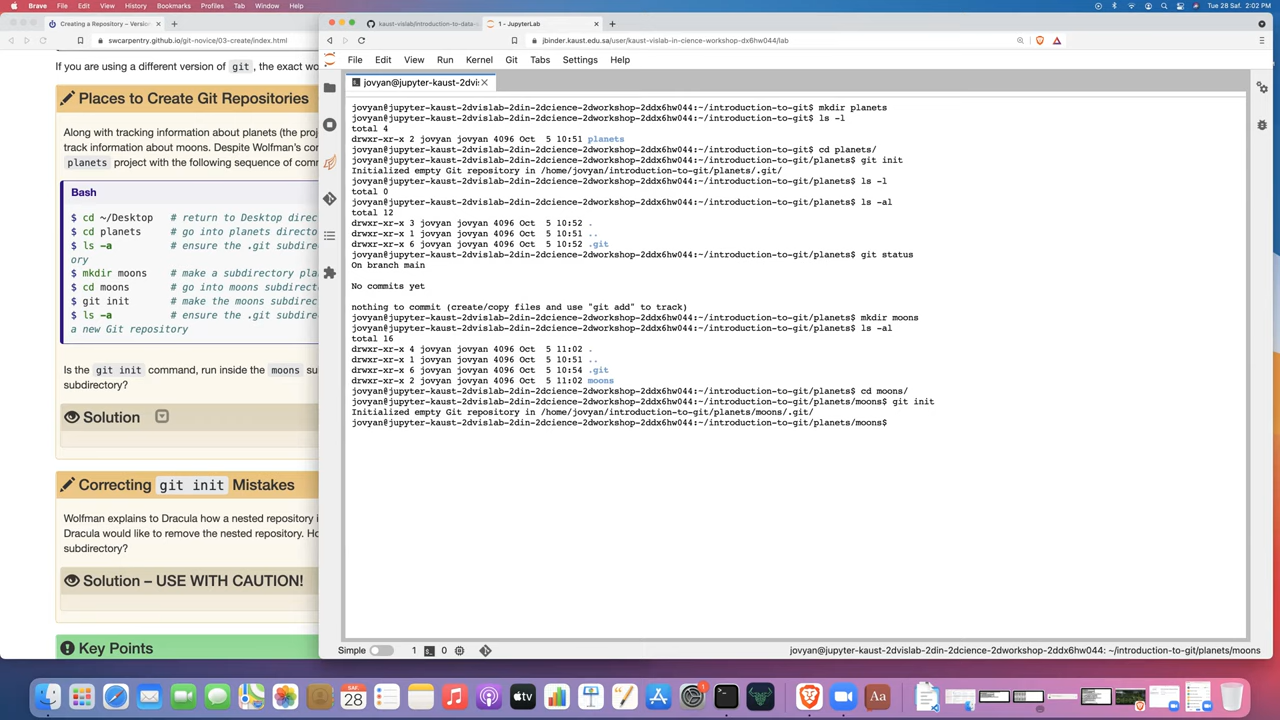 Brave File Edit View History Bookmarks Profiles Tab Window Help
Tue 28 Saf. 2:02 PM
Creating a Repository – Versio
swcarpentry.github.io/git-novice/03-create/index.html
If you are using a different version of git, the exact wo
Places to Create Git Repositories
Along with tracking information about planets (the proj
track information about moons. Despite Wolfman's con
planets project with the following sequence of comm
Bash
$ cd ~/Desktop # return to Desktop direc
$ cd planets # go into planets directo
$ ls -a # ensure the .git subdire
ory
$ mkdir moons # make a subdirectory pla
$ cd moons # go into moons subdirect
$ git init # make the moons subdirec
$ ls -a # ensure the .git subdire
a new Git repository
Is the git init command, run inside the moons su
subdirectory?
Solution
Correcting git init Mistakes
Wolfman explains to Dracula how a nested repository i
Dracula would like to remove the nested repository. Ho
subdirectory?
Solution – USE WITH CAUTION!
Key Points
kaust-vislab/introduction-to-data-
1 - JupyterLab
jbinder.kaust.edu.sa/user/kaust-vislab-in-cience-workshop-dx6hw044/lab
File Edit View Run Kernel Git Tabs Settings Help
jovyan@jupyter-kaust-2dvis
jovyan@jupyter-kaust-2dvislab-2din-2dcience-2dworkshop-2ddx6hw044:~/introduction-to-git$ mkdir planets
jovyan@jupyter-kaust-2dvislab-2din-2dcience-2dworkshop-2ddx6hw044:~/introduction-to-git$ ls -l
total 4
drwxr-xr-x 2 jovyan jovyan 4096 Oct 5 10:51 planets
jovyan@jupyter-kaust-2dvislab-2din-2dcience-2dworkshop-2ddx6hw044:~/introduction-to-git$ cd planets/
jovyan@jupyter-kaust-2dvislab-2din-2dcience-2dworkshop-2ddx6hw044:~/introduction-to-git/planets$ git init
Initialized empty Git repository in /home/jovyan/introduction-to-git/planets/.git/
jovyan@jupyter-kaust-2dvislab-2din-2dcience-2dworkshop-2ddx6hw044:~/introduction-to-git/planets$ ls -l
total 0
jovyan@jupyter-kaust-2dvislab-2din-2dcience-2dworkshop-2ddx6hw044:~/introduction-to-git/planets$ ls -al
total 12
drwxr-xr-x 3 jovyan jovyan 4096 Oct 5 10:52 .
drwxr-xr-x 1 jovyan jovyan 4096 Oct 5 10:51 ..
drwxr-xr-x 6 jovyan jovyan 4096 Oct 5 10:52 .git
jovyan@jupyter-kaust-2dvislab-2din-2dcience-2dworkshop-2ddx6hw044:~/introduction-to-git/planets$ git status
On branch main
No commits yet
nothing to commit (create/copy files and use "git add" to track)
jovyan@jupyter-kaust-2dvislab-2din-2dcience-2dworkshop-2ddx6hw044:~/introduction-to-git/planets$ mkdir moons
jovyan@jupyter-kaust-2dvislab-2din-2dcience-2dworkshop-2ddx6hw044:~/introduction-to-git/planets$ ls -al
total 16
drwxr-xr-x 4 jovyan jovyan 4096 Oct 5 11:02 .
drwxr-xr-x 1 jovyan jovyan 4096 Oct 5 10:51 ..
drwxr-xr-x 6 jovyan jovyan 4096 Oct 5 10:54 .git
drwxr-xr-x 2 jovyan jovyan 4096 Oct 5 11:02 moons
jovyan@jupyter-kaust-2dvislab-2din-2dcience-2dworkshop-2ddx6hw044:~/introduction-to-git/planets$ cd moons/
jovyan@jupyter-kaust-2dvislab-2din-2dcience-2dworkshop-2ddx6hw044:~/introduction-to-git/planets/moons$ git init
Initialized empty Git repository in /home/jovyan/introduction-to-git/planets/moons/.git/
jovyan@jupyter-kaust-2dvislab-2din-2dcience-2dworkshop-2ddx6hw044:~/introduction-to-git/planets/moons$
Simple 1 0
jovyan@jupyter-kaust-2dvislab-2din-2dcience-2dworkshop-2ddx6hw044: ~/introduction-to-git/planets/moons
28
tv
Aa